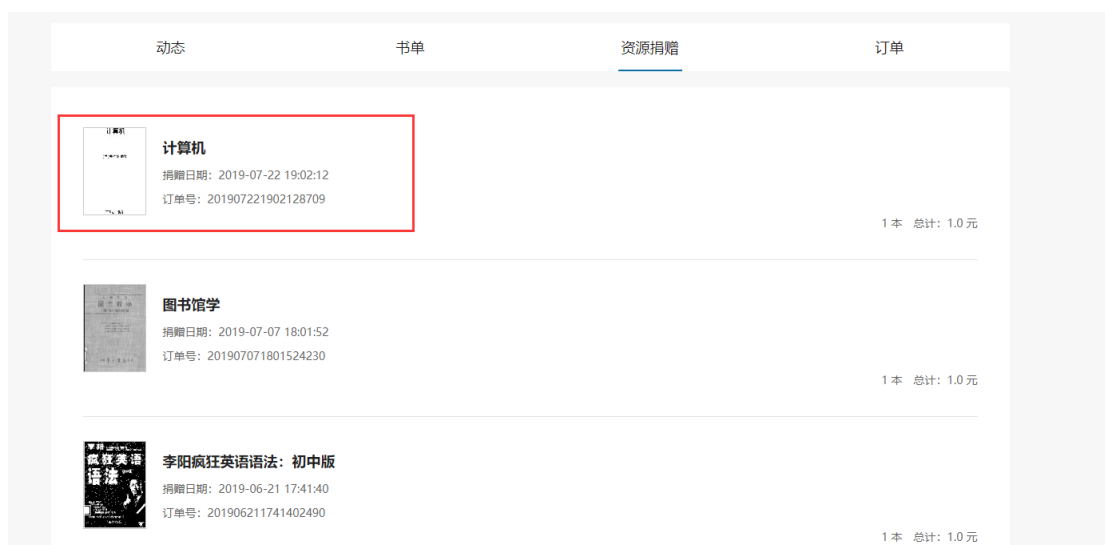 动态 书单 资源捐赠 订单
计算机
计算机
捐赠日期：2019-07-22 19:02:12
订单号：201907221902128709
1 本 总计：1.0 元
图书馆学
捐赠日期：2019-07-07 18:01:52
订单号：201907071801524230
1 本 总计：1.0 元
疯狂英语
语法
李阳疯狂英语语法：初中版
捐赠日期：2019-06-21 17:41:40
订单号：201906211741402490
1 本 总计：1.0 元